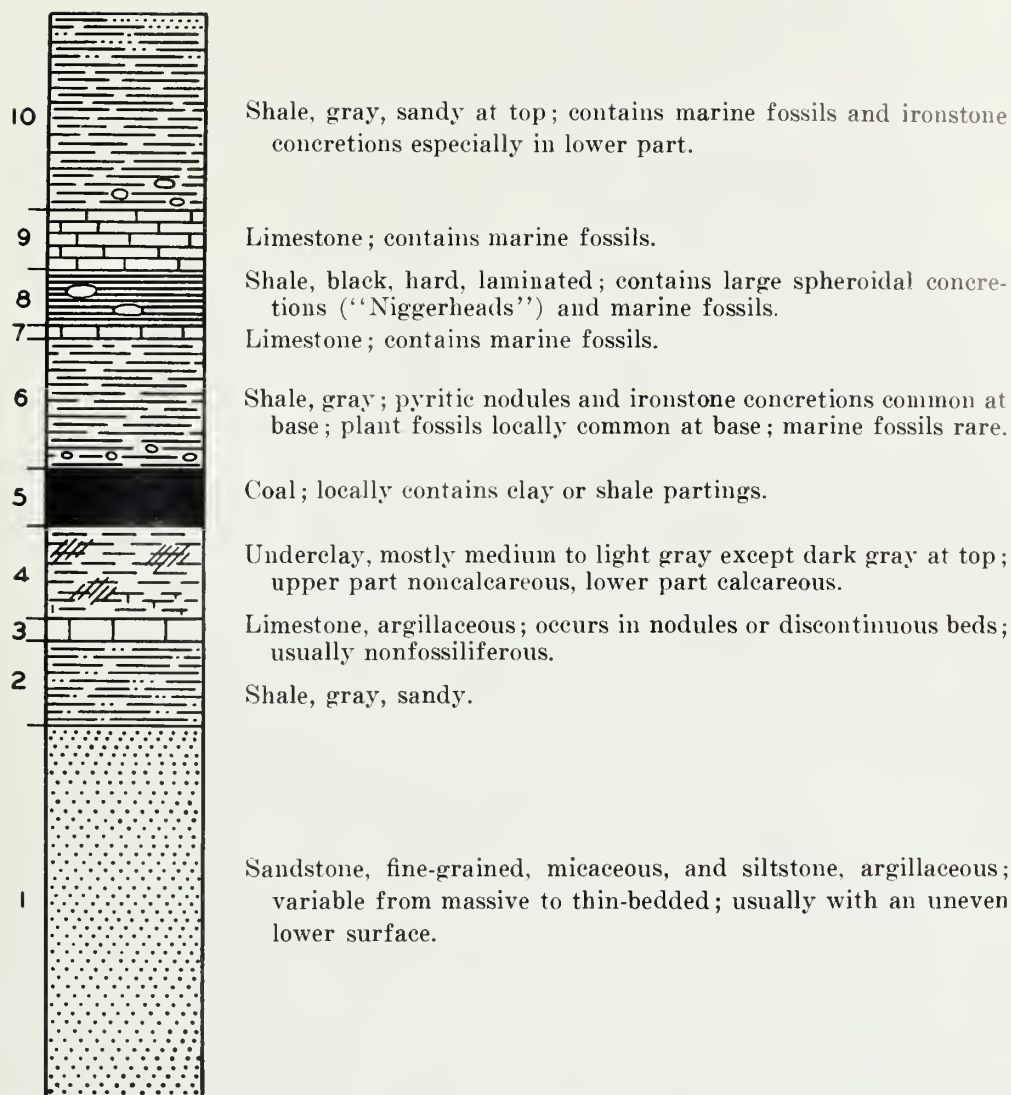 10
Shale, gray, sandy at top; contains marine fossils and ironstone
concretions especially in lower part.
9
Limestone; contains marine fossils.
8
Shale, black, hard, laminated; contains large spheroidal concre-
tions (‘‘Niggerheads’’) and marine fossils.
7
Limestone; contains marine fossils.
6
Shale, gray; pyritic nodules and ironstone concretions common at
base; plant fossils locally common at base; marine fossils rare.
5
Coal; locally contains clay or shale partings.
4
Underclay, mostly medium to light gray except dark gray at top;
upper part noncalcareous, lower part calcareous.
3
Limestone, argillaceous; occurs in nodules or discontinuous beds;
usually nonfossiliferous.
2
Shale, gray, sandy.
1
Sandstone, fine-grained, micaceous, and siltstone, argillaceous;
variable from massive to thin-bedded; usually with an uneven
lower surface.